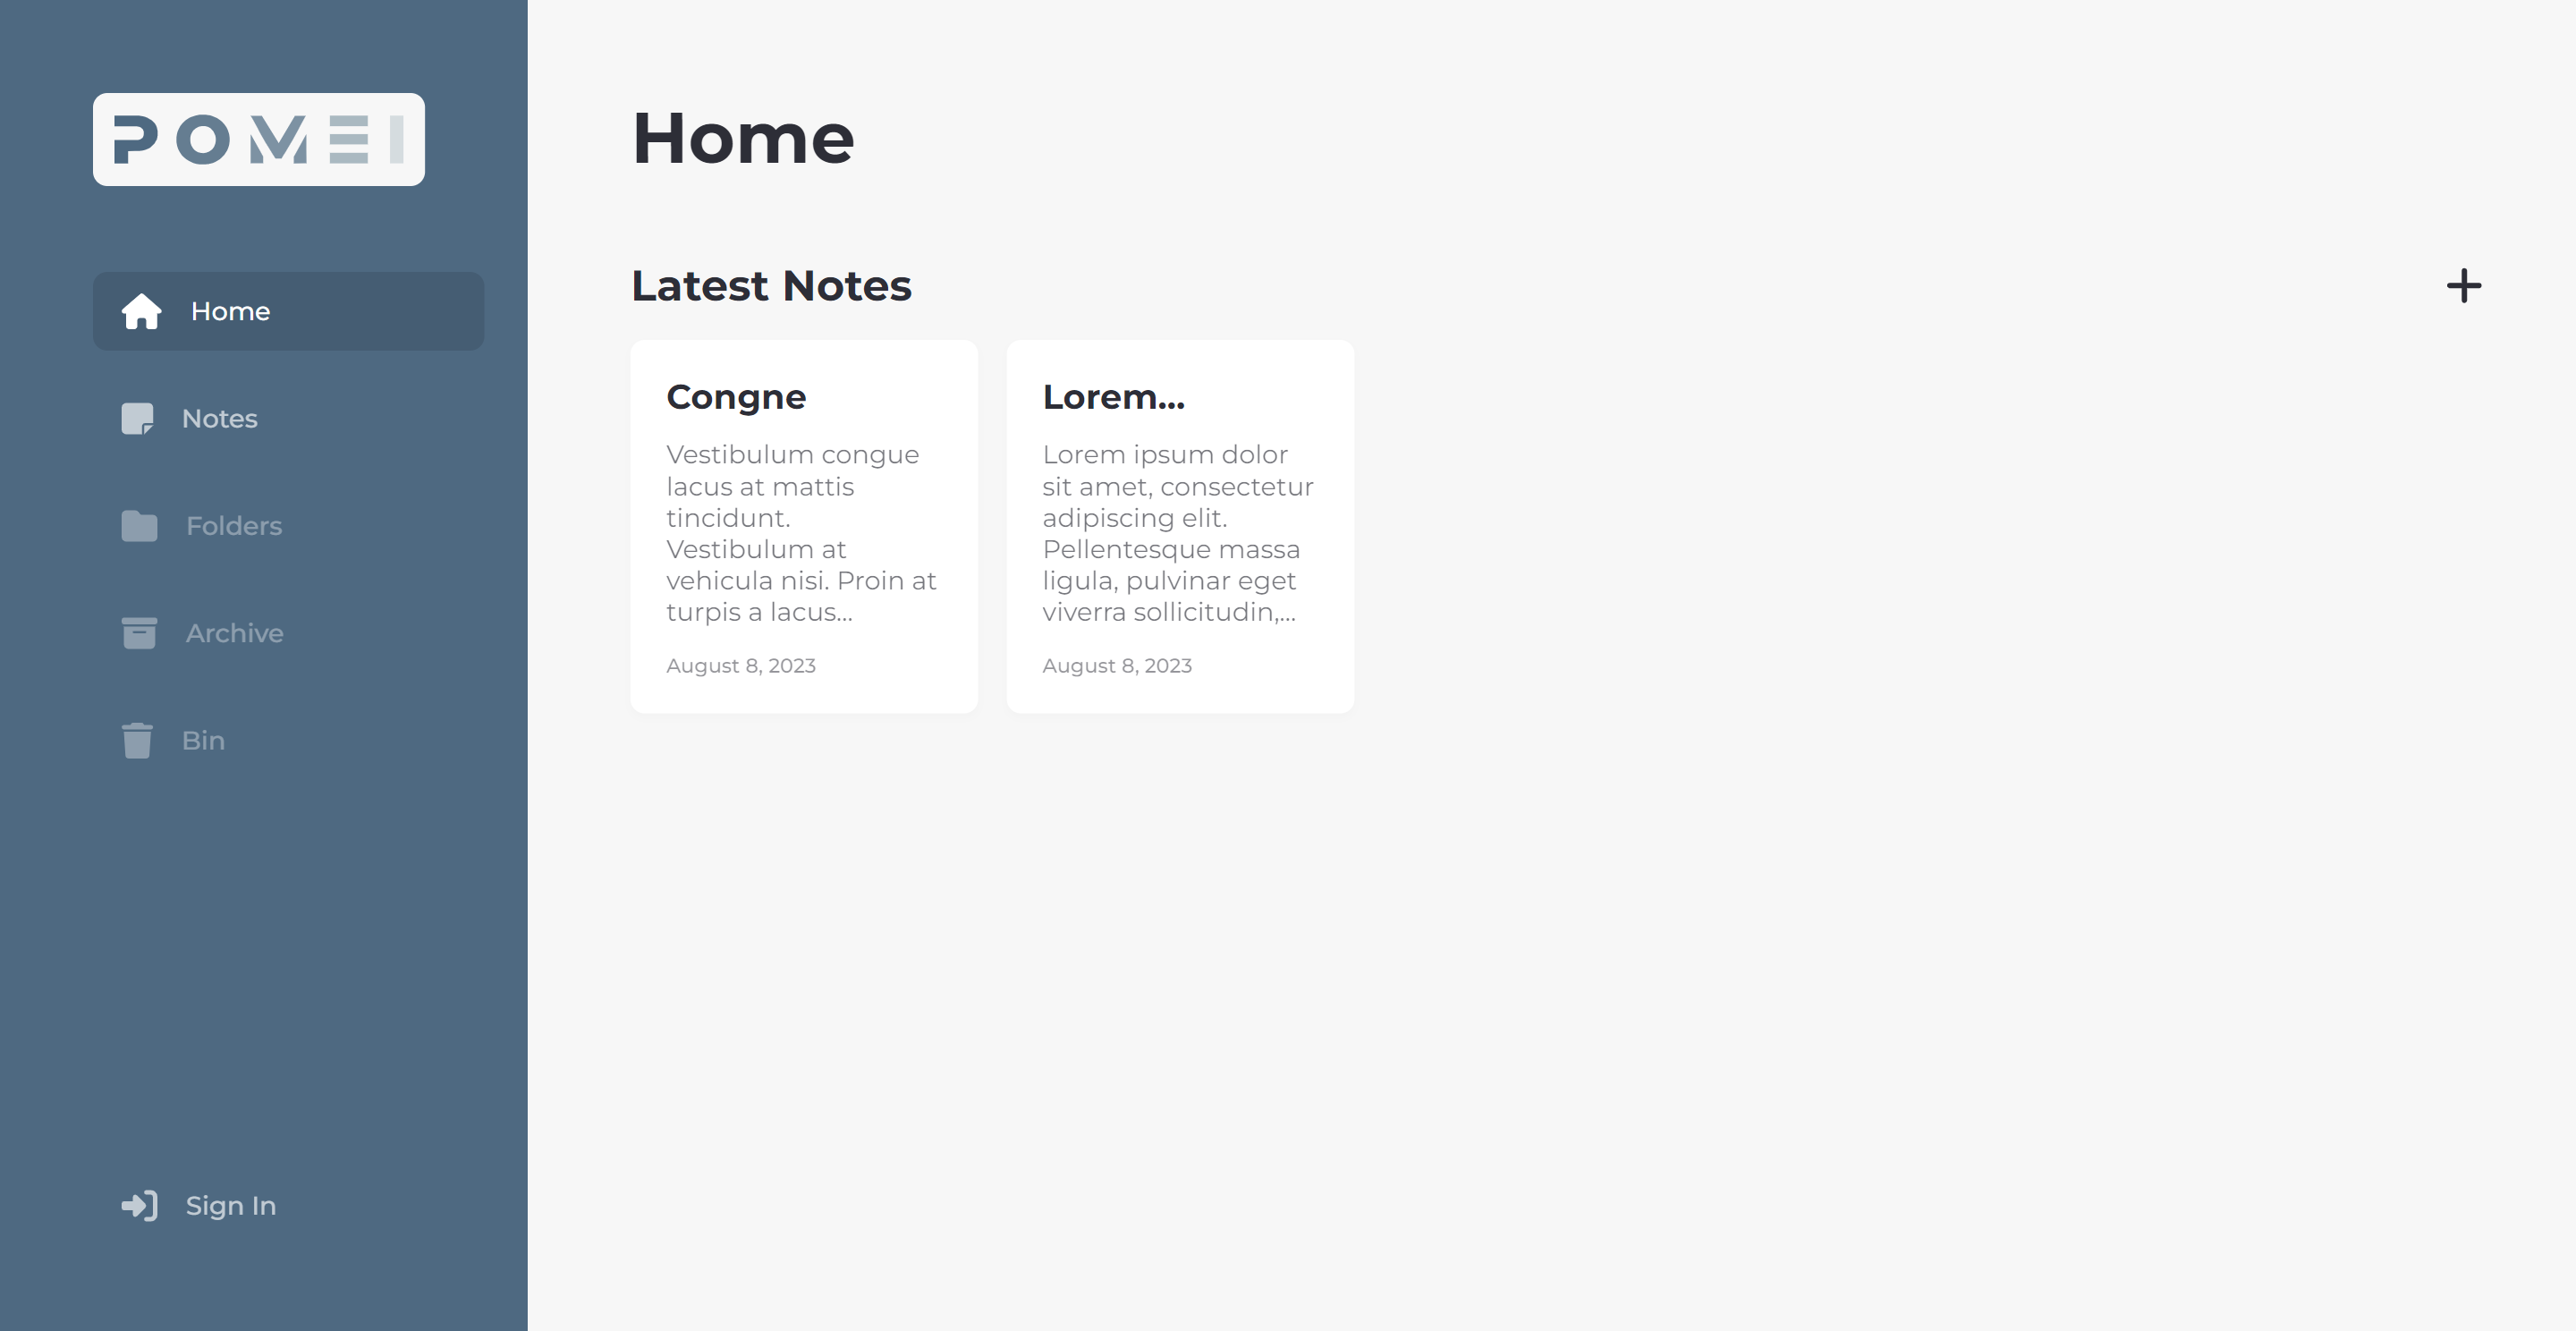 POMEI
Home
Notes
Folders
Archive
Bin
Sign In
Home
Latest Notes
Congne
Vestibulum congue
lacus at mattis
tincidunt.
Vestibulum at
vehicula nisi. Proin at
turpis a lacus...
August 8, 2023
Lorem...
Lorem ipsum dolor
sit amet, consectetur
adipiscing elit.
Pellentesque massa
ligula, pulvinar eget
viverra sollicitudin,...
August 8, 2023